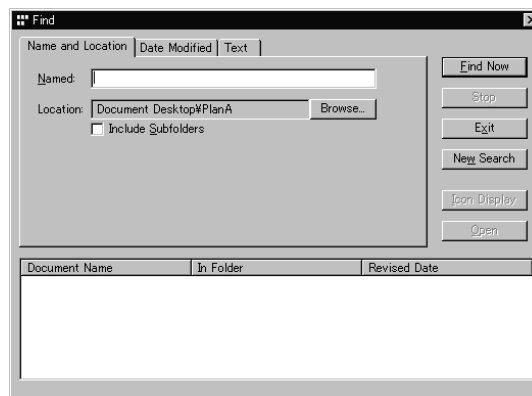 Find
Name and Location Date Modified Text
Named:
Location: Document Desktop¥PlanA Browse...
Include Subfolders
Find Now
Stop
Exit
New Search
Icon Display
Open
Document Name In Folder Revised Date